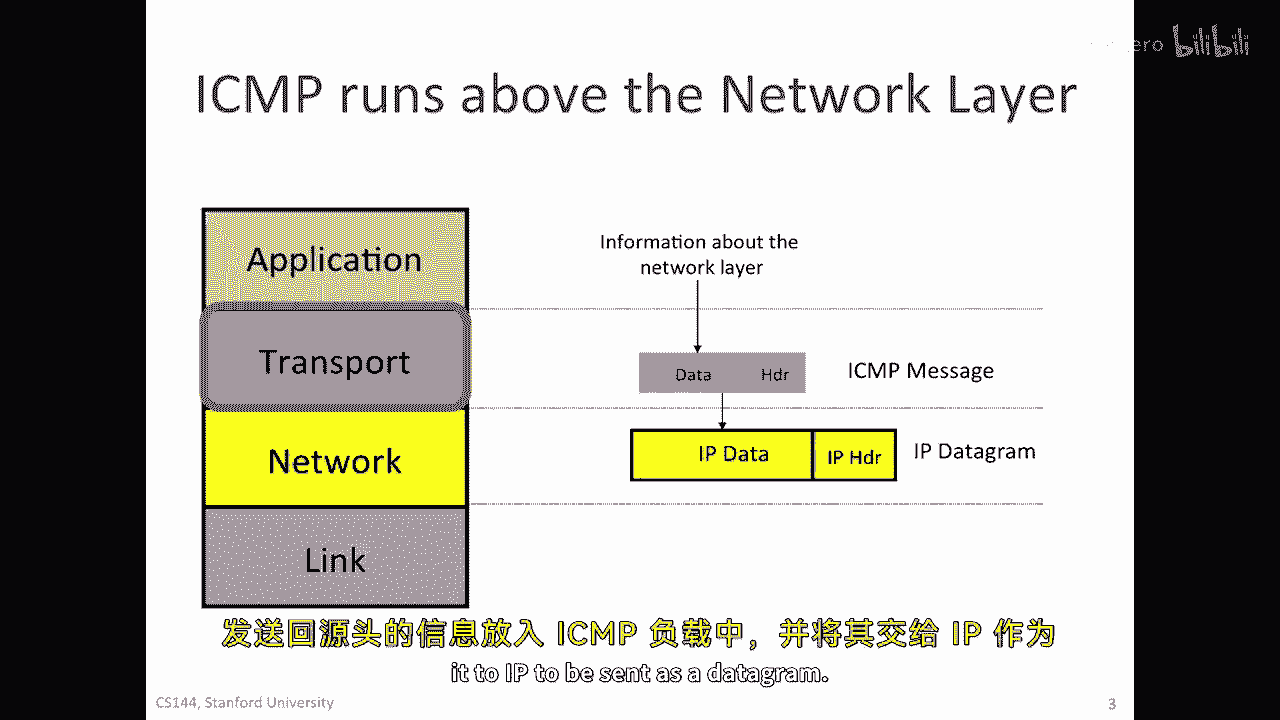 ero bilibili
ICMP runs above the Network Layer
Application
Transport
Network
Link
Information about the
network layer
Data Hdr
ICMP Message
IP Data IP Hdr
IP Datagram
发送回源头的信息放入 ICMP 负载中，并将其交给 IP 作为
it to IP to be sent as a datagram.
CS144, Stanford University
3